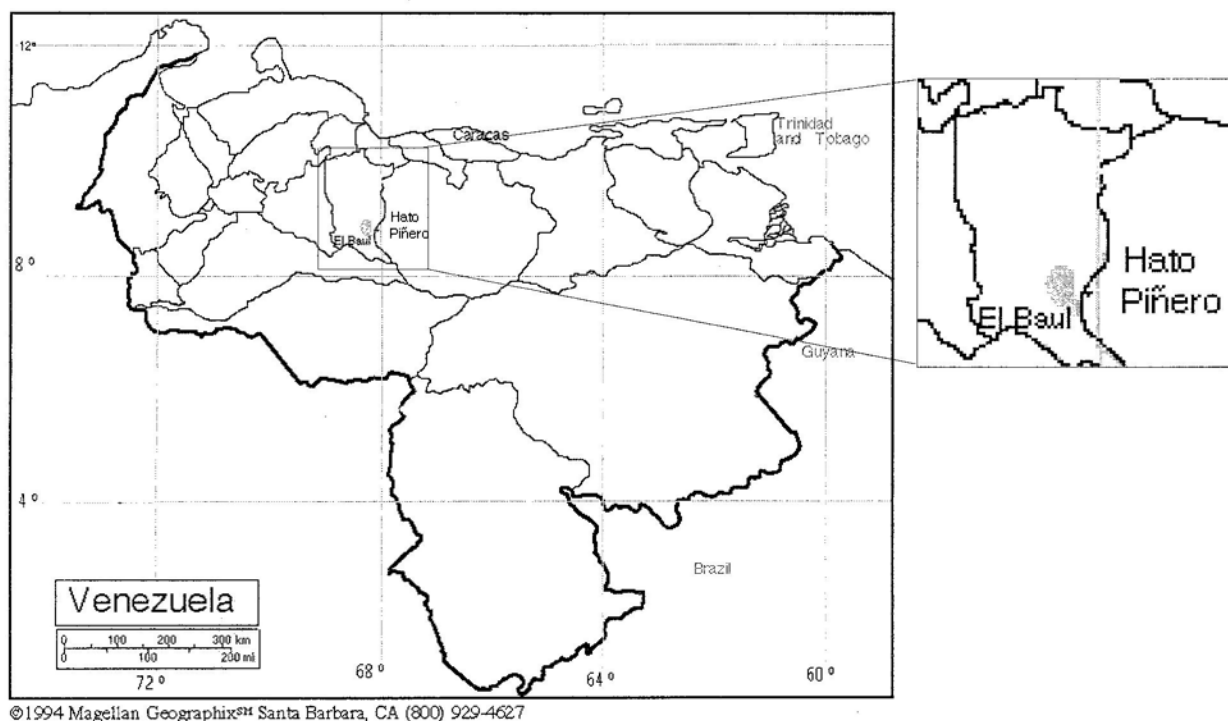 12°
Caracas
Trinidad
and Tobago
Hato
Piñero
El Baul
8°
Hato
Piñero
El Baul
Guyana
4°
Brazil
Venezuela
0 100 200 300 km
0 100 200 mi
72° 68° 64° 60°
©1994 Magellan Geographix℠ Santa Barbara, CA (800) 929-4627